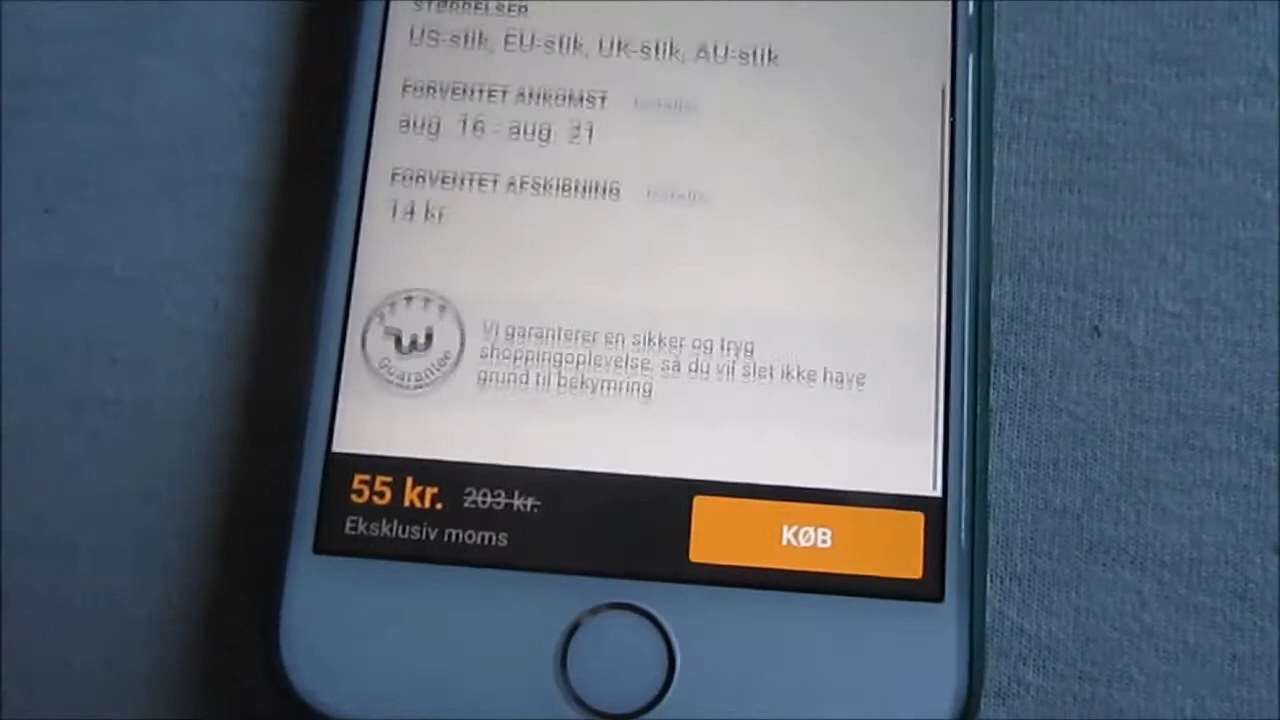 STØRRELSER
US-stik, EU-stik, UK-stik, AU-stik
FORVENTET ANKOMST
aug. 16 - aug. 21
FORVENTET AFSKIBNING
14 kr
Guarantee
Vi garanterer en sikker og tryg
shoppingoplevelse, så du vil slet ikke have
grund til bekymring
55 kr. 203 kr.
Eksklusiv moms
KØB